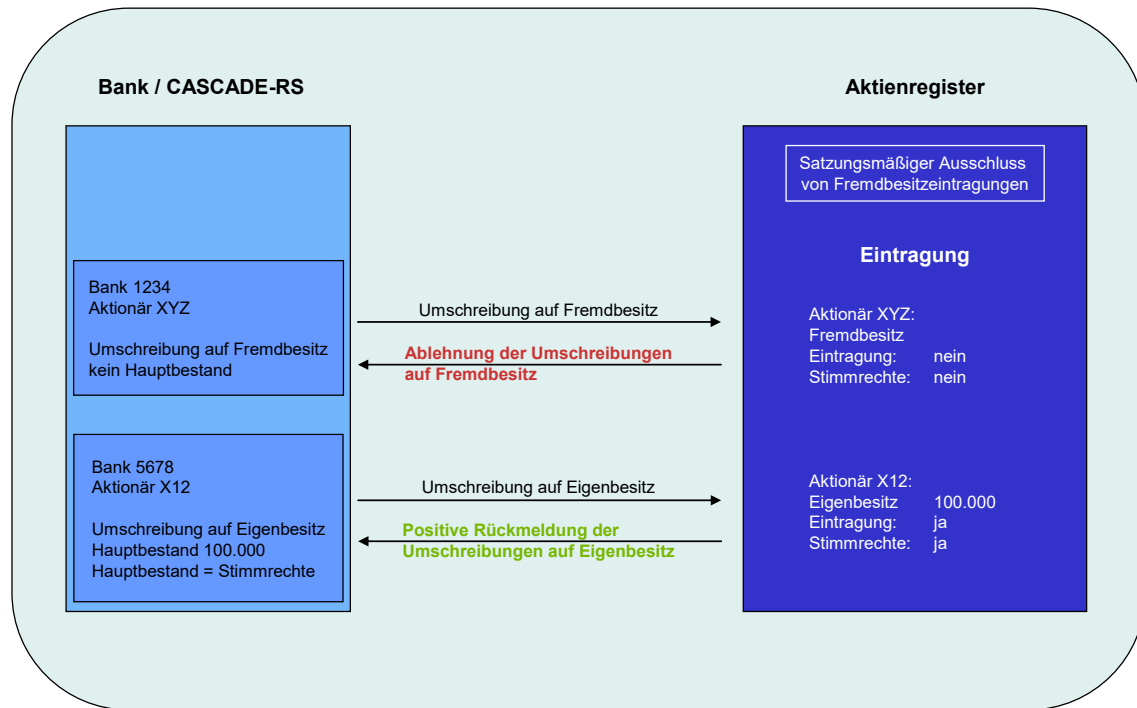 Bank / CASCADE-RS
Aktienregister
Satzungsmäßiger Ausschluss
von Fremdbesitzeintragungen
Eintragung
Bank 1234
Aktionär XYZ
Umschreibung auf Fremdbesitz
kein Hauptbestand
Umschreibung auf Fremdbesitz
Ablehnung der Umschreibungen
auf Fremdbesitz
Aktionär XYZ:
Fremdbesitz
Eintragung: nein
Stimmrechte: nein
Bank 5678
Aktionär X12
Umschreibung auf Eigenbesitz
Hauptbestand 100.000
Hauptbestand = Stimmrechte
Umschreibung auf Eigenbesitz
Positive Rückmeldung der
Umschreibungen auf Eigenbesitz
Aktionär X12:
Eigenbesitz 100.000
Eintragung: ja
Stimmrechte: ja